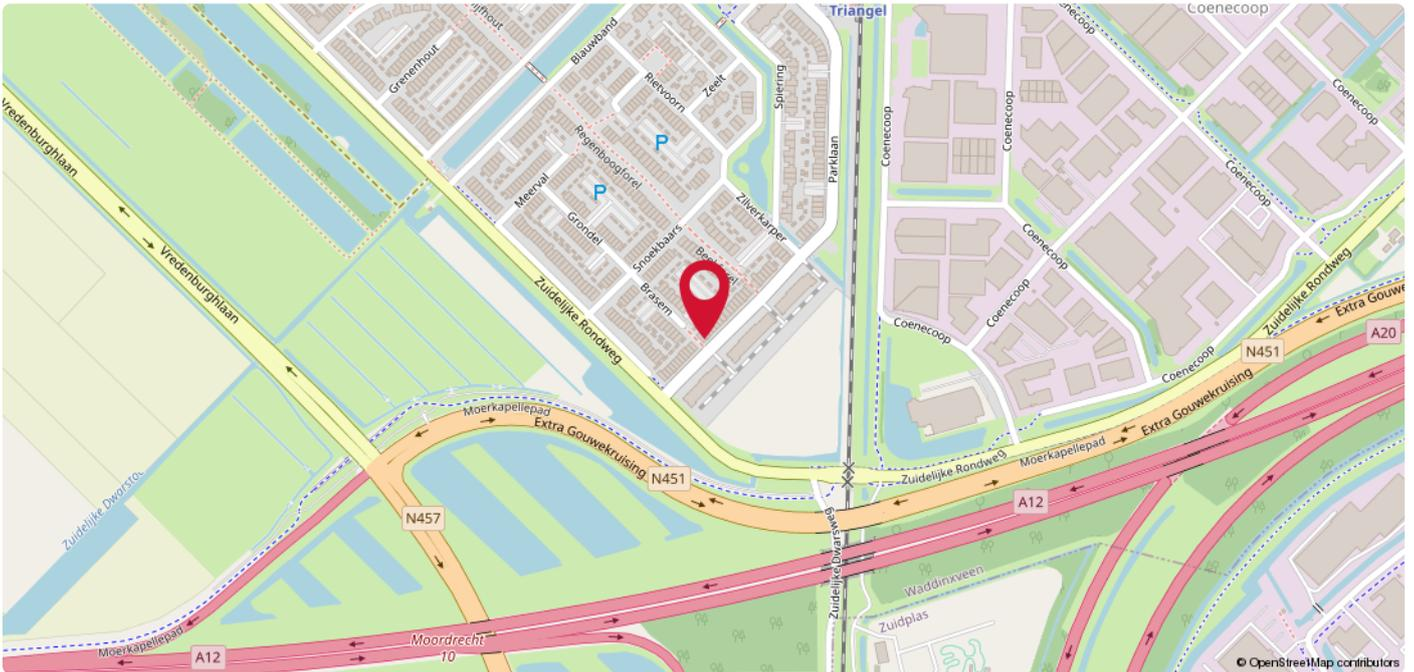 Triangel
Coenecoop
Grenenhout
Blauwband
Rietvoorn
Zeelt
Spiering
Parklaan
Coenecoop
Coenecoop
Coenecoop
Coenecoop
Vredenburghlaan
Vredenburghlaan
P
P
Regenboogforel
Meerval
Grondel
Snoekbaars
Zilverkarper
Brasem
Zuidelijke Rondweg
Coenecoop
Coenecoop
Coenecoop
Coenecoop
Coenecoop
Zuidelijke Rondweg
Extra Gouwe
A20
N451
Extra Gouwekruising
Moerkapellepad
Extra Gouwekruising
N451
Zuidelijke Rondweg
Moerkapellepad
A12
N457
Zuidelijke Dwarsweg
Waddinxveen
Zuidplas
Moerkapellepad
A12
Moordrecht
10
© OpenStreetMap contributors